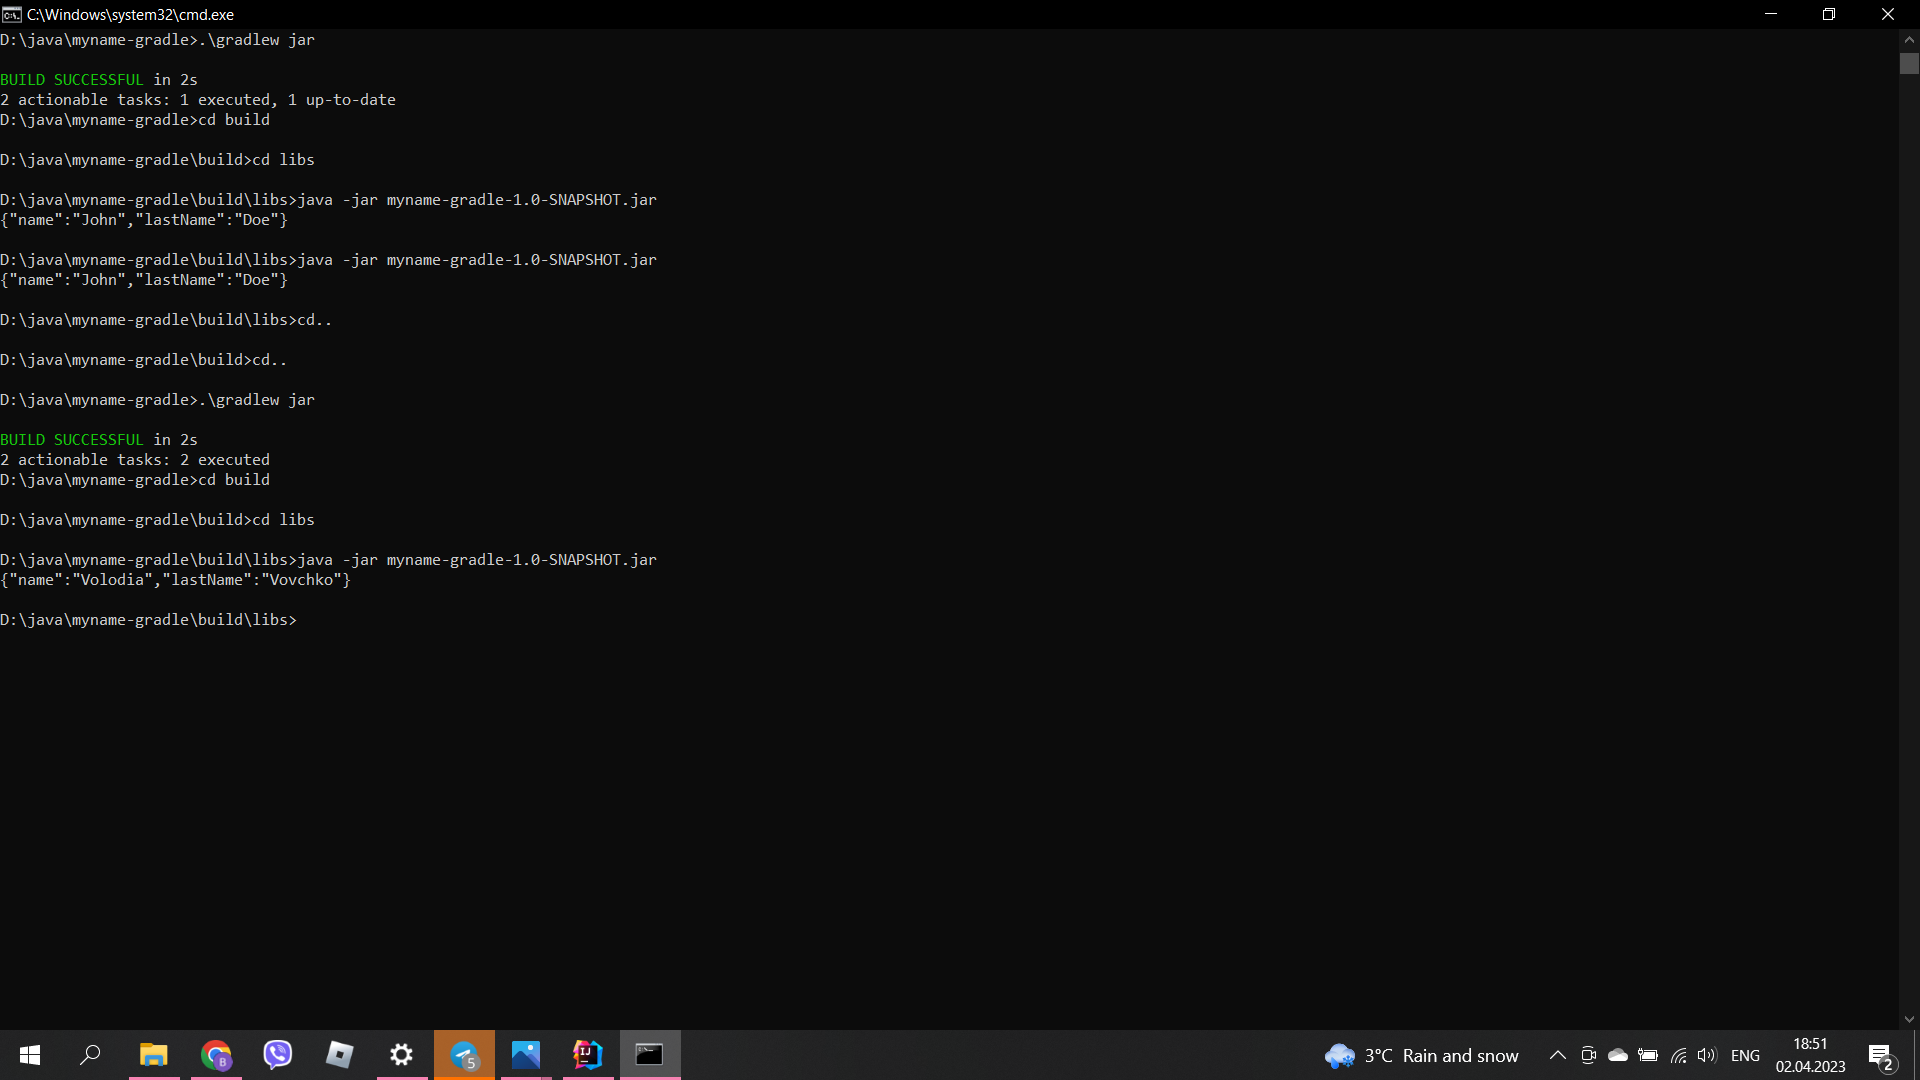 C:\Windows\system32\cmd.exe
D:\java\myname-gradle>.\gradlew jar
BUILD SUCCESSFUL in 2s
2 actionable tasks: 1 executed, 1 up-to-date
D:\java\myname-gradle>cd build
D:\java\myname-gradle\build>cd libs
D:\java\myname-gradle\build\libs>java -jar myname-gradle-1.0-SNAPSHOT.jar
{"name":"John","lastName":"Doe"}
D:\java\myname-gradle\build\libs>java -jar myname-gradle-1.0-SNAPSHOT.jar
{"name":"John","lastName":"Doe"}
D:\java\myname-gradle\build\libs>cd..
D:\java\myname-gradle\build>cd..
D:\java\myname-gradle>.\gradlew jar
BUILD SUCCESSFUL in 2s
2 actionable tasks: 2 executed
D:\java\myname-gradle>cd build
D:\java\myname-gradle\build>cd libs
D:\java\myname-gradle\build\libs>java -jar myname-gradle-1.0-SNAPSHOT.jar
{"name":"Volodia","lastName":"Vovchko"}
D:\java\myname-gradle\build\libs>
B
5
IJ
3°C Rain and snow
ENG
18:51
02.04.2023
2